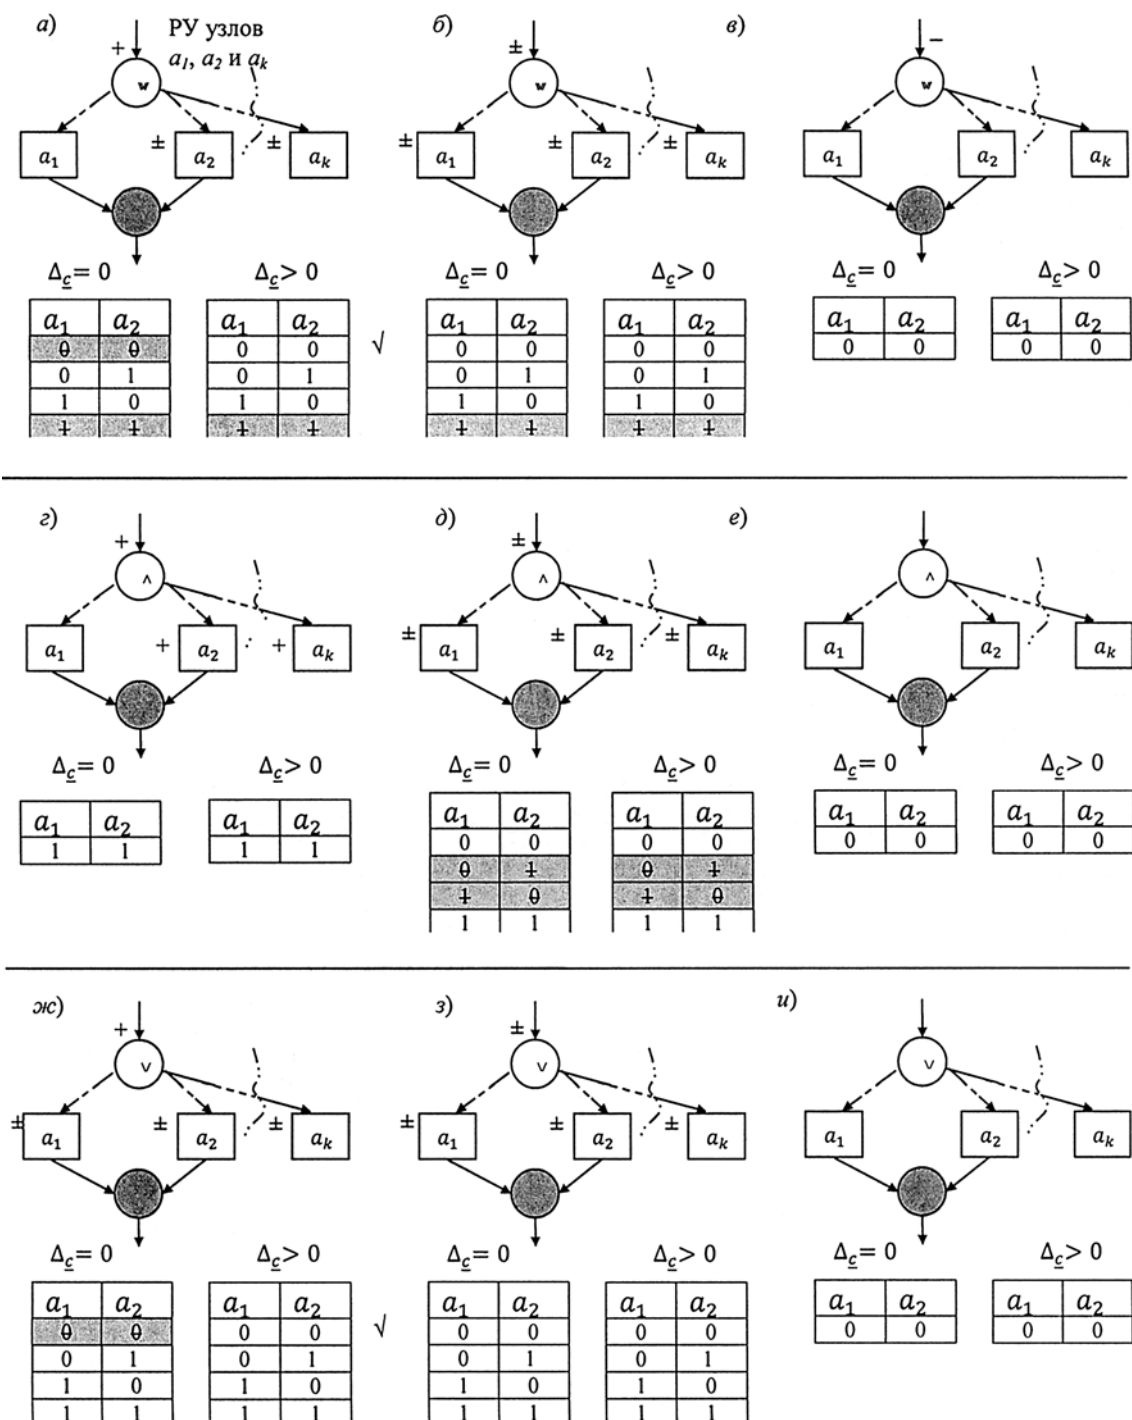 а) РУ узлов б) в)
a₁, a₂ и aₖ
+ ± −
w w w
a₁ ± a₂ ± aₖ ± a₁ ± a₂ ± aₖ a₁ a₂ aₖ
Δc = 0 Δc > 0 Δc = 0 Δc > 0 Δc = 0 Δc > 0
a₁ a₂ a₁ a₂ a₁ a₂ a₁ a₂ a₁ a₂ a₁ a₂
0 0 0 0 √ 0 0 0 0 0 0 0 0
0 1 0 1 0 1 0 1
1 0 1 0 1 0 1 0
1 1 1 1 1 1 1 1
г) д) е)
+ ±
∧ ∧ ∧
a₁ + a₂ + aₖ ± a₁ ± a₂ ± aₖ a₁ a₂ aₖ
Δc = 0 Δc > 0 Δc = 0 Δc > 0 Δc = 0 Δc > 0
a₁ a₂ a₁ a₂ a₁ a₂ a₁ a₂ a₁ a₂ a₁ a₂
1 1 1 1 0 0 0 0 0 0 0 0
0 1 0 1
1 0 1 0
1 1 1 1
ж) з) и)
+ ±
∨ ∨ ∨
± a₁ ± a₂ ± aₖ ± a₁ ± a₂ ± aₖ a₁ a₂ aₖ
Δc = 0 Δc > 0 Δc = 0 Δc > 0 Δc = 0 Δc > 0
a₁ a₂ a₁ a₂ a₁ a₂ a₁ a₂ a₁ a₂ a₁ a₂
0 0 0 0 √ 0 0 0 0 0 0 0 0
0 1 0 1 0 1 0 1
1 0 1 0 1 0 1 0
1 1 1 1 1 1 1 1